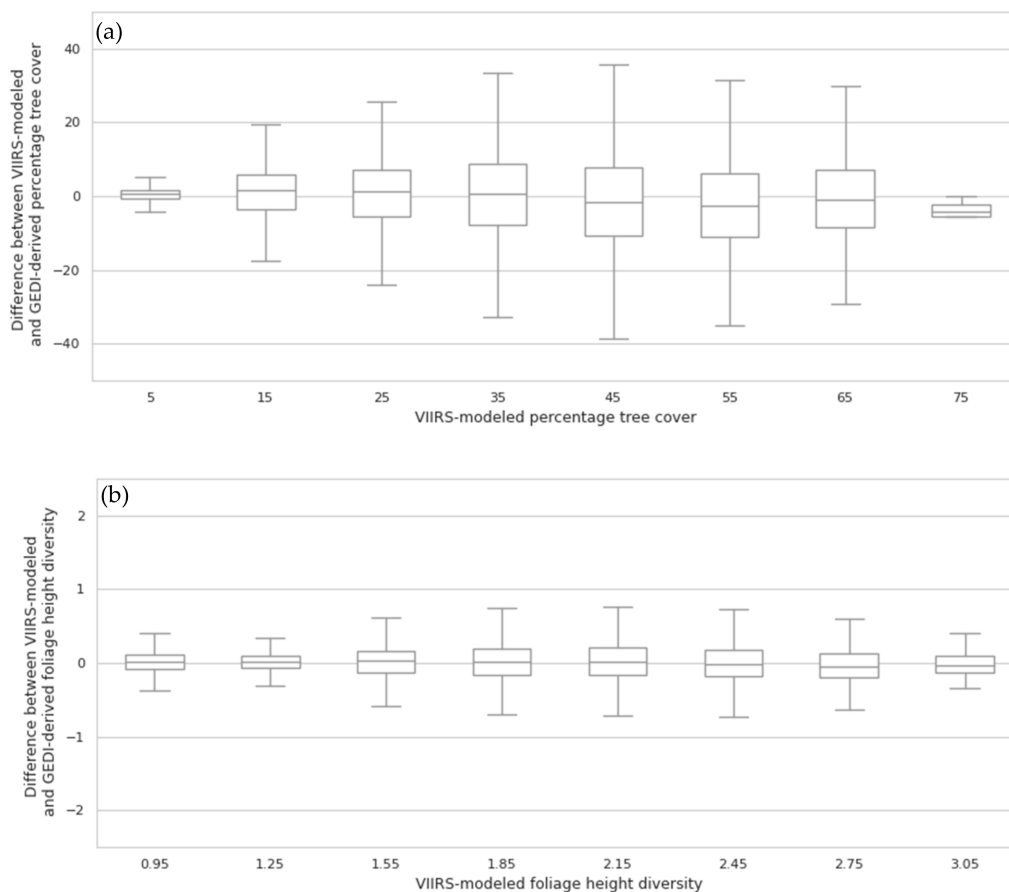 (a)
Difference between VIIRS-modeled
and GEDI-derived percentage tree cover
40
20
0
−20
−40
5 15 25 35 45 55 65 75
VIIRS-modeled percentage tree cover
(b)
Difference between VIIRS-modeled
and GEDI-derived foliage height diversity
2
1
0
−1
−2
0.95 1.25 1.55 1.85 2.15 2.45 2.75 3.05
VIIRS-modeled foliage height diversity